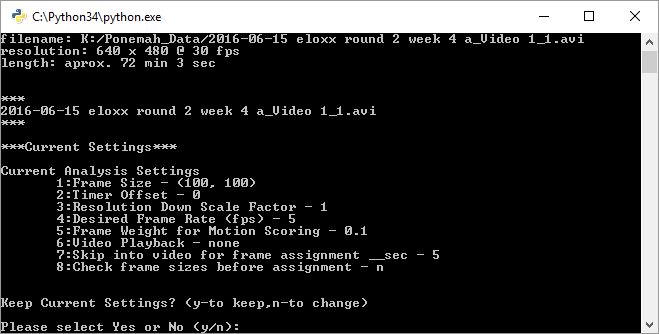 C:\Python34\python.exe
filename: K:/Ponemah_Data/2016-06-15 eloxx round 2 week 4 a_Video 1_1.avi
resolution: 640 x 480 @ 30 fps
length: aprox. 72 min 3 sec
***
2016-06-15 eloxx round 2 week 4 a_Video 1_1.avi
***
***Current Settings***
Current Analysis Settings
1:Frame Size - (100, 100)
2:Timer Offset - 0
3:Resolution Down Scale Factor - 1
4:Desired Frame Rate (fps) - 5
5:Frame Weight for Motion Scoring - 0.1
6:Video Playback - none
7:Skip into video for frame assignment __sec - 5
8:Check frame sizes before assignment - n
Keep Current Settings? (y-to keep,n-to change)
Please select Yes or No (y/n):